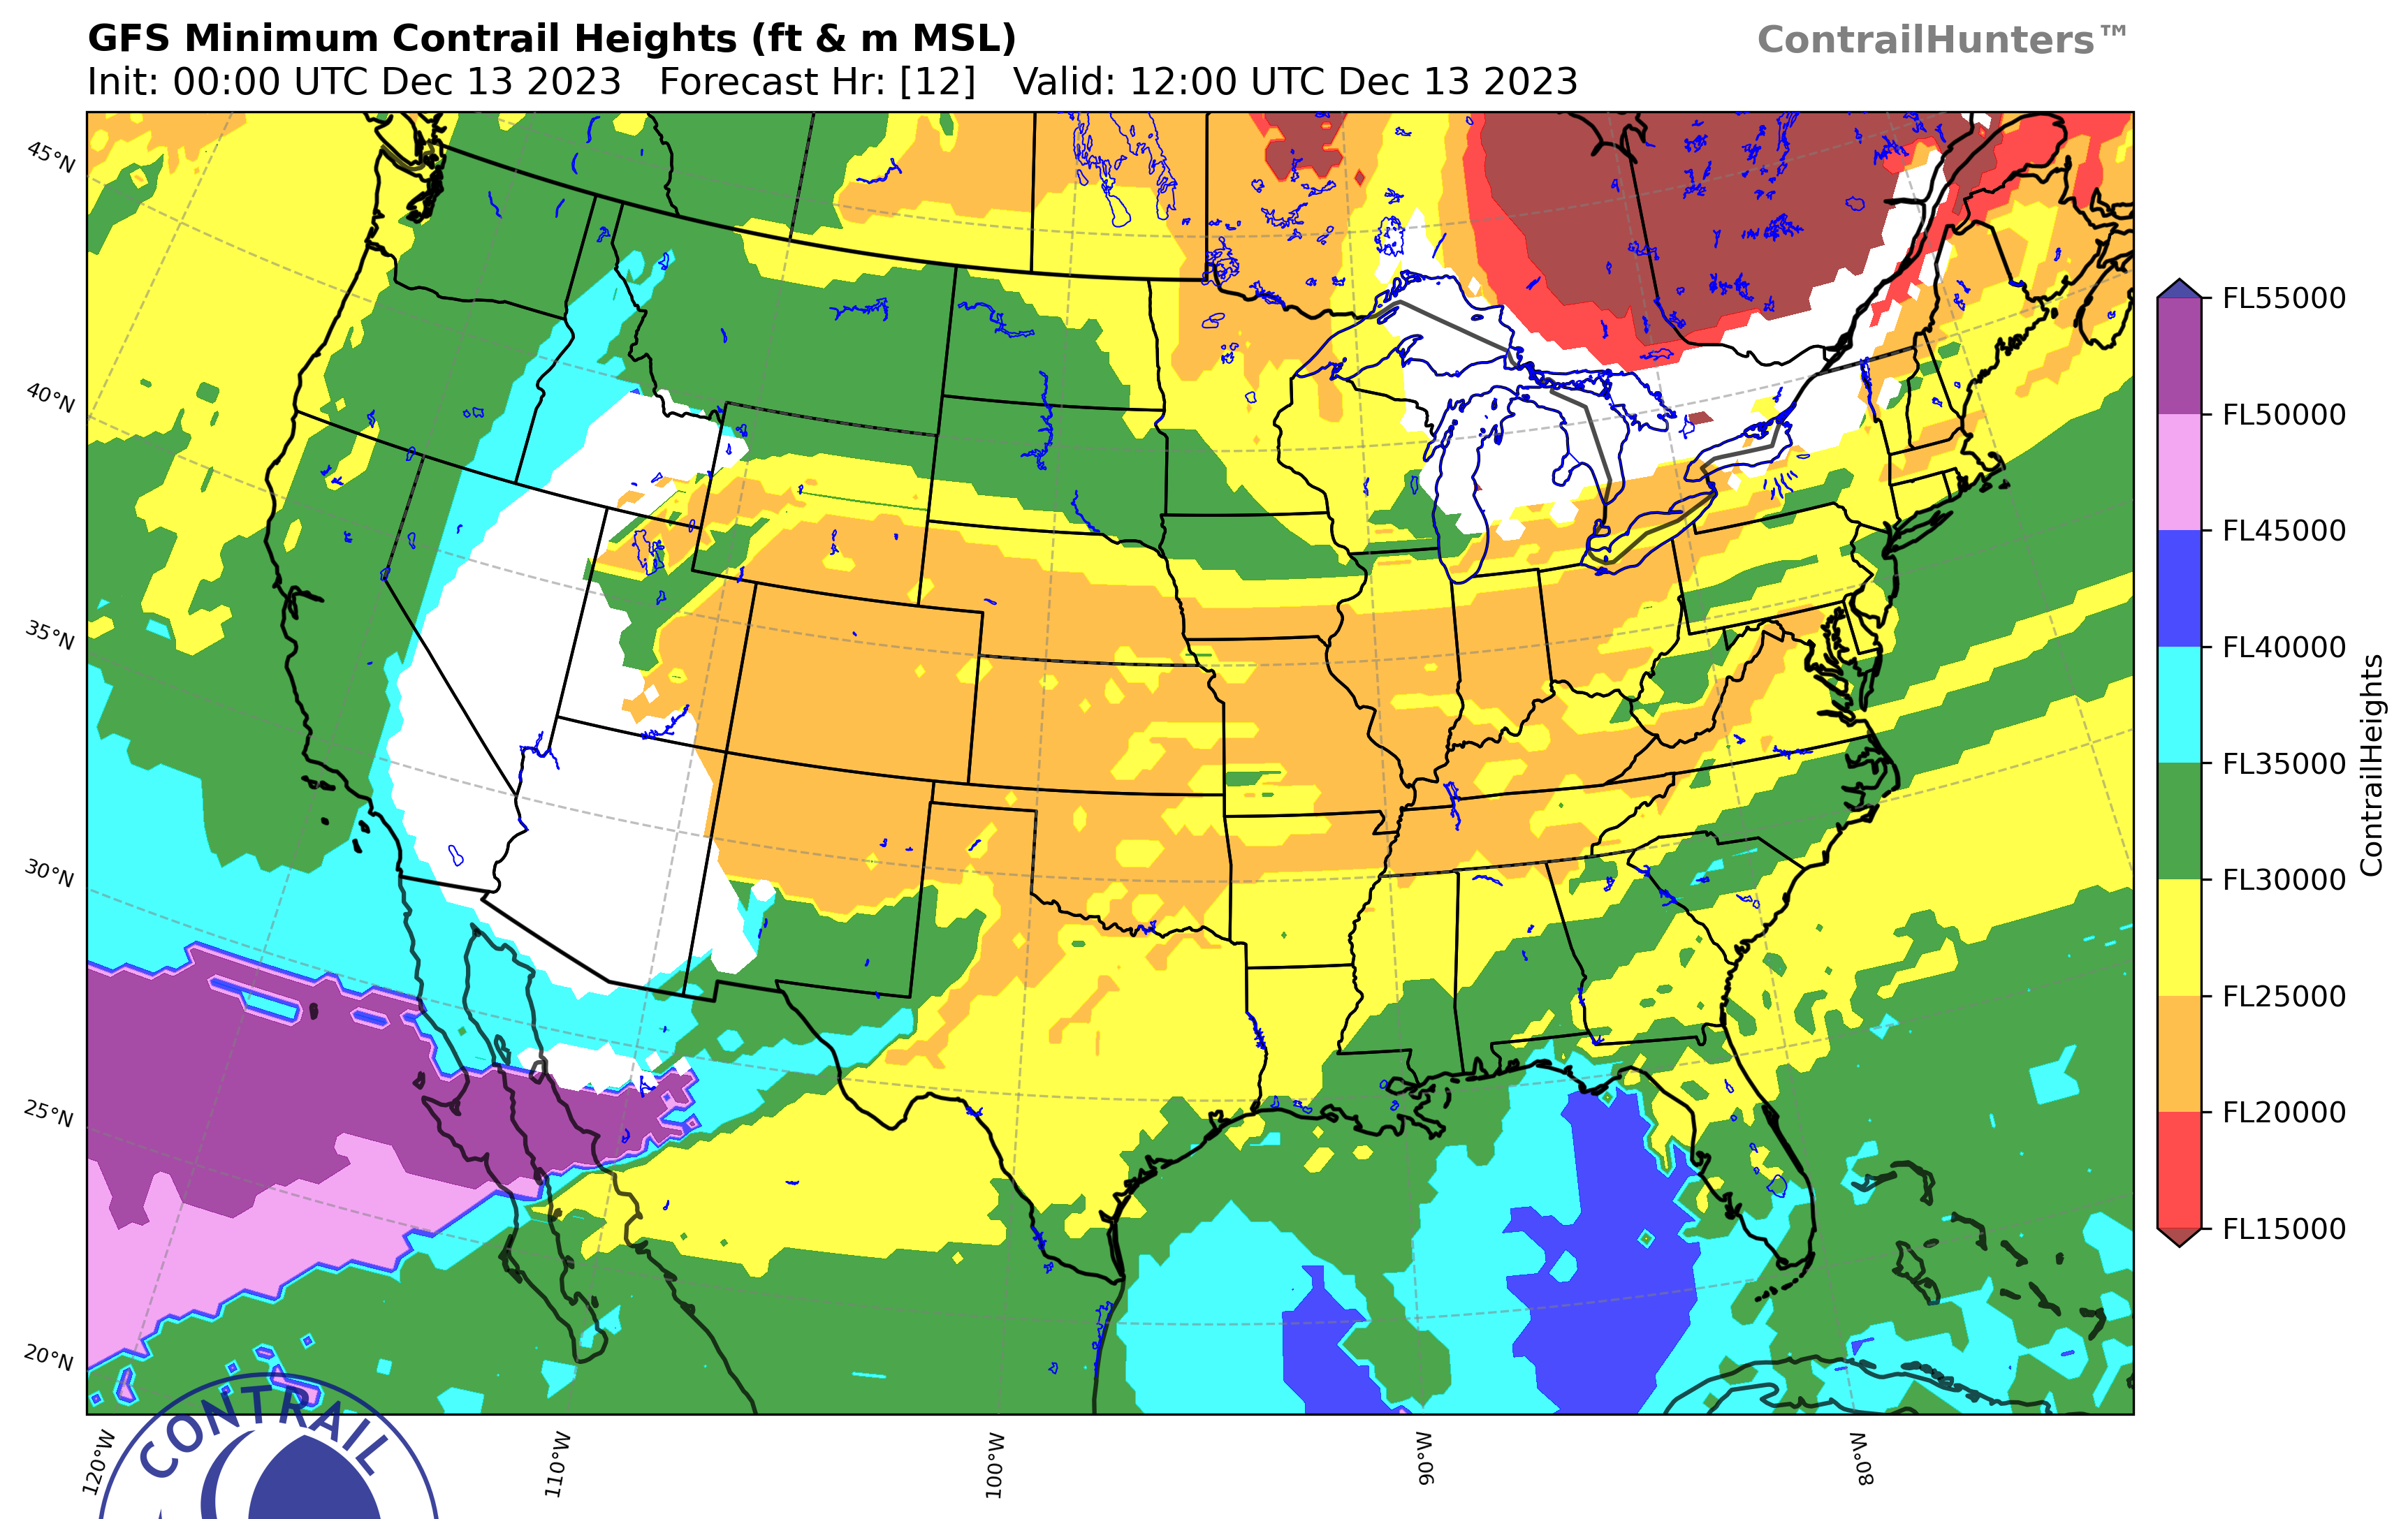 GFS Minimum Contrail Heights (ft & m MSL)
ContrailHunters™
Init: 00:00 UTC Dec 13 2023 Forecast Hr: [12] Valid: 12:00 UTC Dec 13 2023
45°N
40°N
35°N
30°N
25°N
20°N
120°W
110°W
100°W
90°W
80°W
FL55000
FL50000
FL45000
FL40000
FL35000
FL30000
FL25000
FL20000
FL15000
ContrailHeights
CONTRAIL